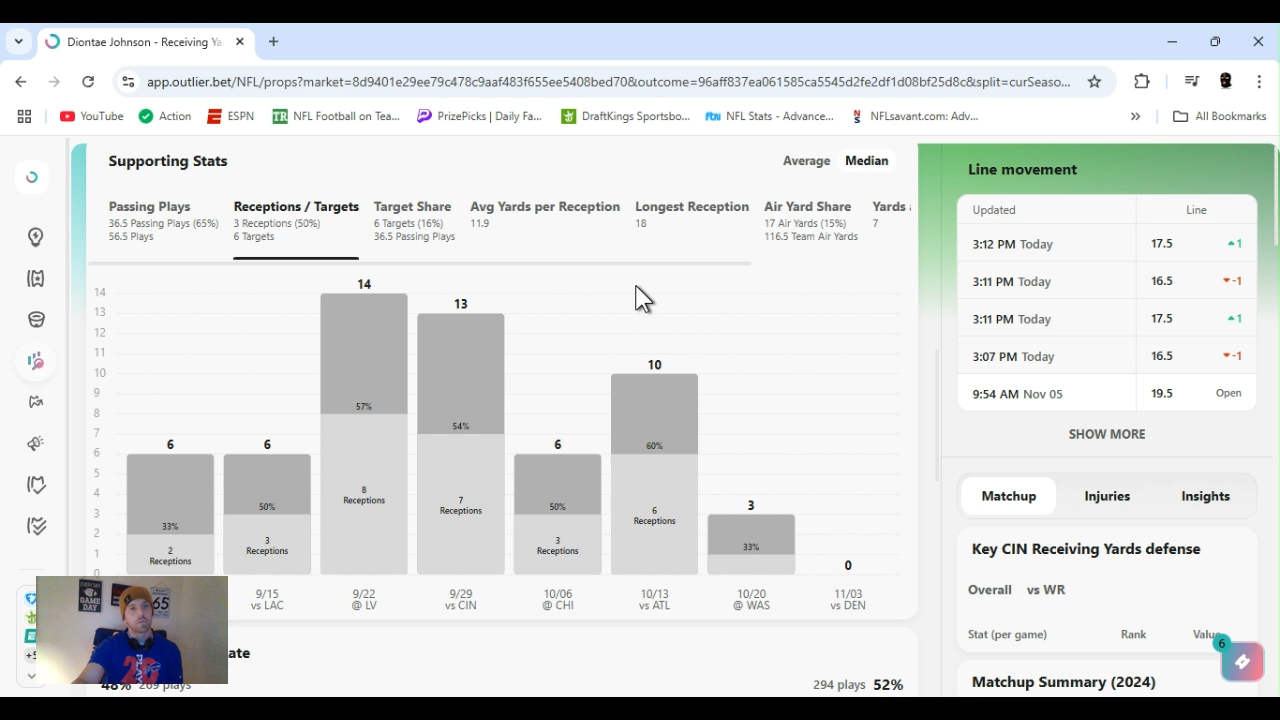 Diontae Johnson - Receiving Ya
app.outlier.bet/NFL/props?market=8d9401e29ee79c478c9aaf483f655ee5408bed70&outcome=96aff837ea061585ca5545d2fe2df1d08bf25d8c&split=curSeaso...
YouTube
Action
ESPN
NFL Football on Tea...
PrizePicks | Daily Fa...
DraftKings Sportsbo...
NFL Stats - Advance...
NFLsavant.com: Adv...
All Bookmarks
Supporting Stats
Average Median
Passing Plays
36.5 Passing Plays (65%)
56.5 Plays
Receptions / Targets
3 Receptions (50%)
6 Targets
Target Share
6 Targets (16%)
36.5 Passing Plays
Avg Yards per Reception
11.9
Longest Reception
18
Air Yard Share
17 Air Yards (15%)
116.5 Team Air Yards
Yards
7
14
13
12
11
10
9
8
7
6
5
4
3
2
1
0
6
33%
2
Receptions
6
50%
3
Receptions
14
57%
8
Receptions
13
54%
7
Receptions
6
50%
3
Receptions
10
60%
6
Receptions
3
33%
0
9/15
vs LAC
9/22
@ LV
9/29
vs CIN
10/06
@ CHI
10/13
vs ATL
10/20
@ WAS
11/03
vs DEN
48% 269 plays
294 plays 52%
Line movement
Updated Line
3:12 PM Today 17.5 1
3:11 PM Today 16.5 -1
3:11 PM Today 17.5 1
3:07 PM Today 16.5 -1
9:54 AM Nov 05 19.5 Open
SHOW MORE
Matchup Injuries Insights
Key CIN Receiving Yards defense
Overall vs WR
Stat (per game) Rank Value
6
Matchup Summary (2024)
GAME
DAY
65